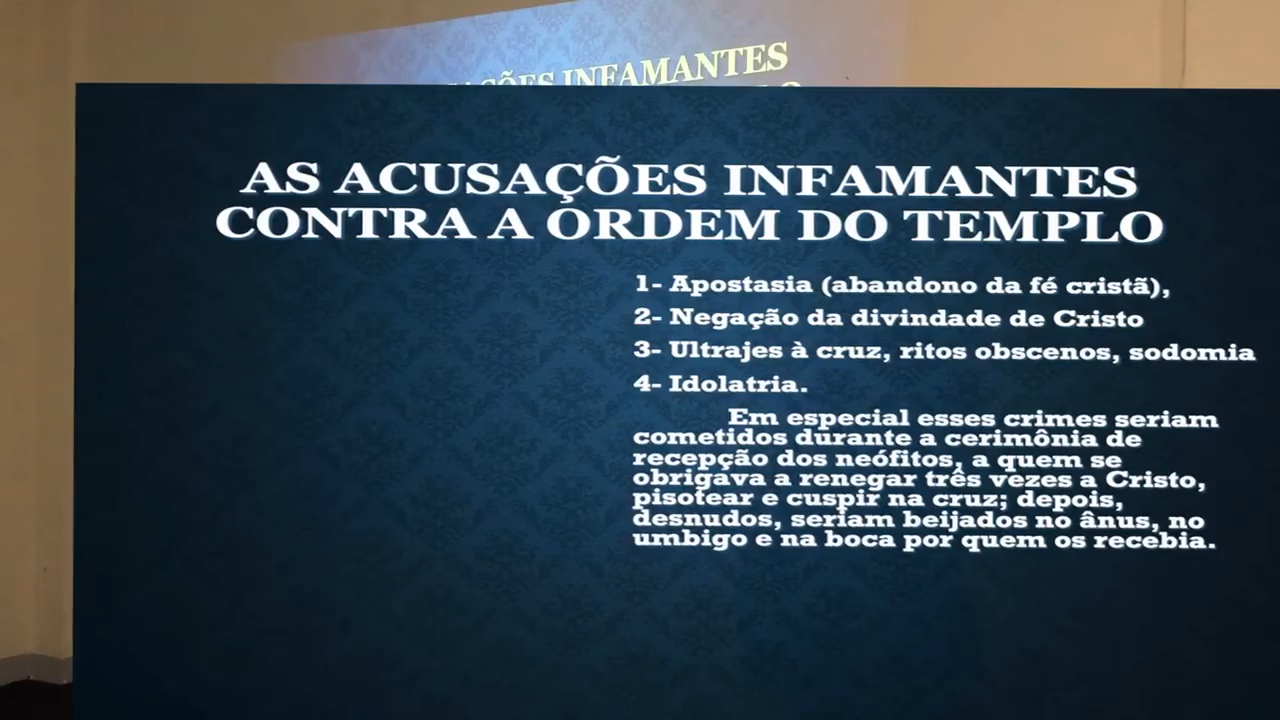 INFAMANTES
AS ACUSAÇÕES INFAMANTES
CONTRA A ORDEM DO TEMPLO
1- Apostasia (abandono da fé cristã),
2- Negação da divindade de Cristo
3- Ultrajes à cruz, ritos obscenos, sodomia
4- Idolatria.
Em especial esses crimes seriam
cometidos durante a cerimônia de
recepção dos neófitos, a quem se
obrigava a renegar três vezes a Cristo,
pisotear e cuspir na cruz; depois,
desnudos, seriam beijados no ânus, no
umbigo e na boca por quem os recebia.